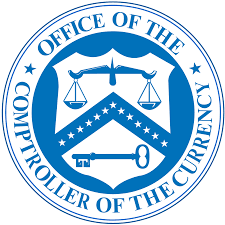 OFFICE OF THE
COMPTROLLER OF THE CURRENCY